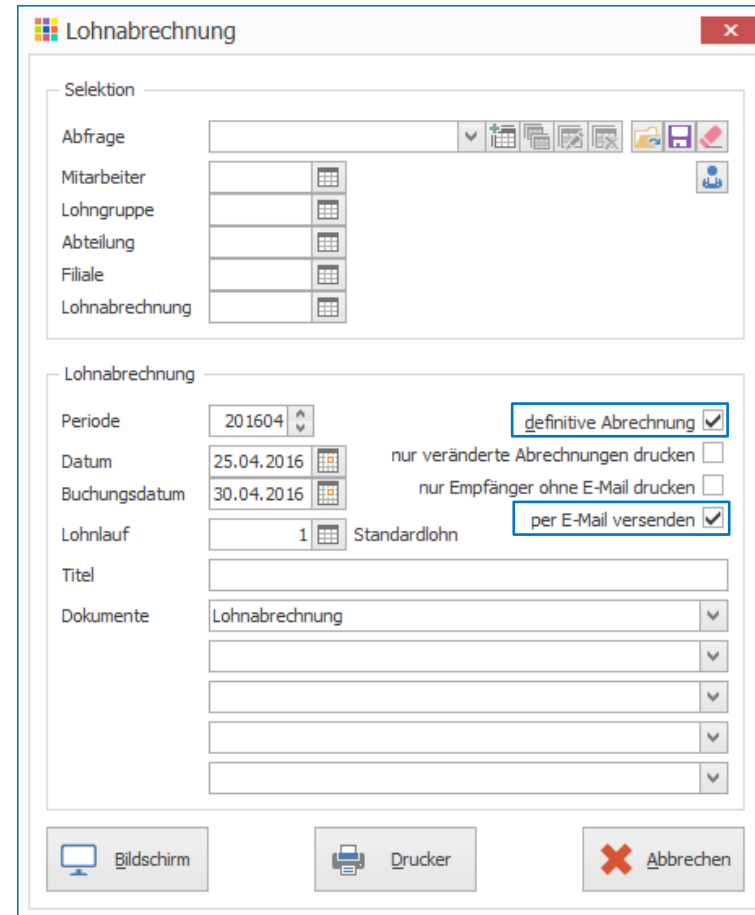 Lohnabrechnung
Selektion
Abfrage
Mitarbeiter
Lohngruppe
Abteilung
Filiale
Lohnabrechnung
Lohnabrechnung
Periode 201604 definitive Abrechnung
nur veränderte Abrechnungen drucken
Datum 25.04.2016
nur Empfänger ohne E-Mail drucken
Buchungsdatum 30.04.2016
per E-Mail versenden
Lohnlauf 1 Standardlohn
Titel
Dokumente Lohnabrechnung
Bildschirm Drucker Abbrechen